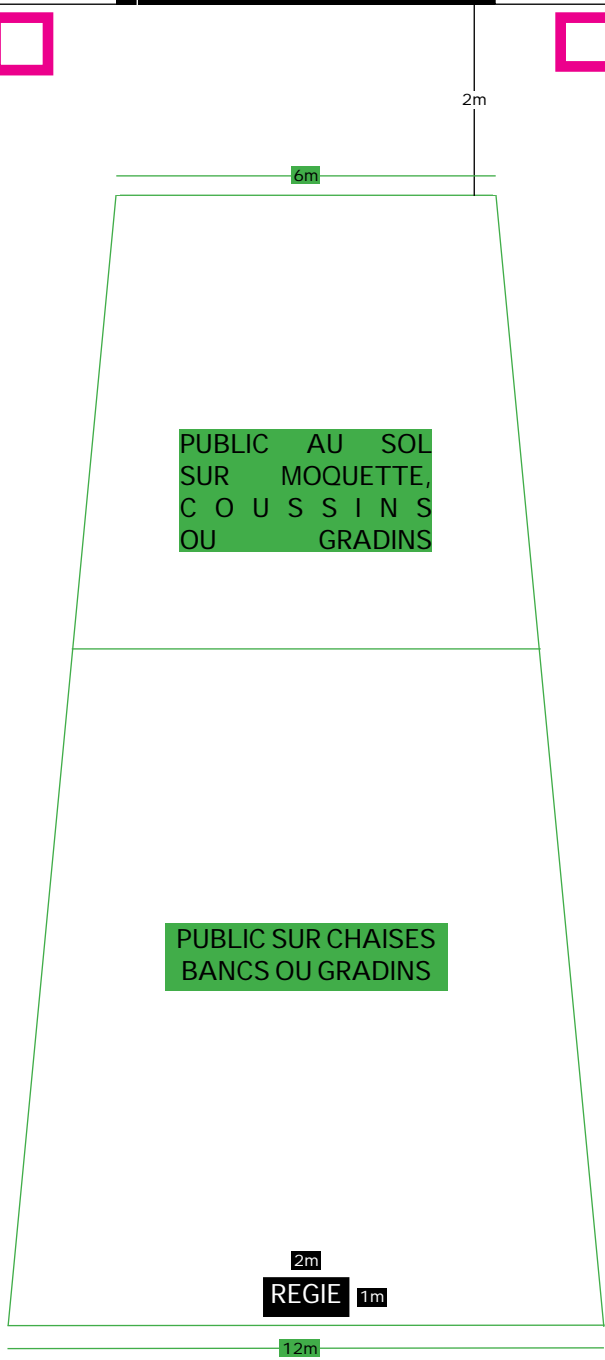 2m
6m
PUBLIC AU SOL
SUR MOQUETTE,
COUSSINS
OU GRADINS
PUBLIC SUR CHAISES
BANCS OU GRADINS
2m
REGIE 1m
12m